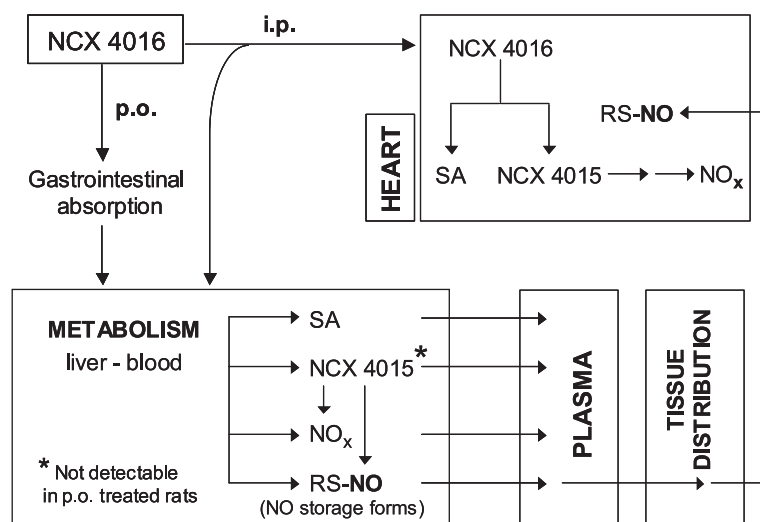 NCX 4016
i.p.
p.o.
Gastrointestinal
absorption
HEART
NCX 4016
RS-NO
SA
NCX 4015
NOx
METABOLISM
liver - blood
SA
NCX 4015*
NOx
RS-NO
(NO storage forms)
* Not detectable
in p.o. treated rats
PLASMA
TISSUE
DISTRIBUTION